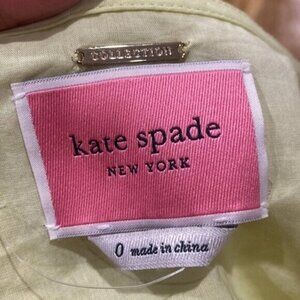 COLLECTION
kate spade
NEW YORK
0 made in china